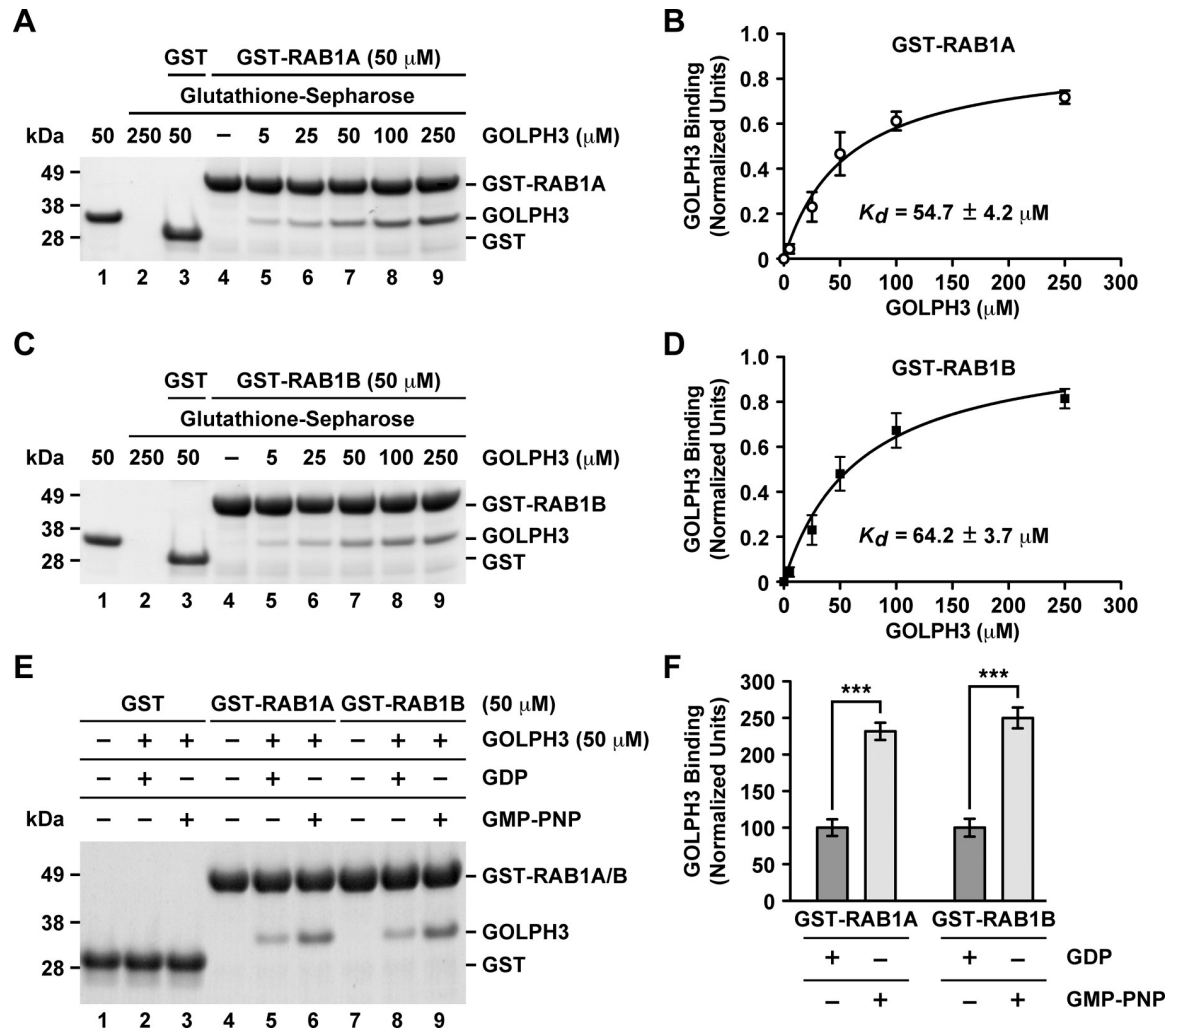 A
GST GST-RAB1A (50 μM)
Glutathione-Sepharose
kDa 50 250 50 – 5 25 50 100 250 GOLPH3 (μM)
49 GST-RAB1A
38 GOLPH3
28 GST
1 2 3 4 5 6 7 8 9
B
GST-RAB1A
GOLPH3 Binding
(Normalized Units)
1.0
0.8
0.6
0.4
0.2
0
Kd = 54.7 ± 4.2 μM
0 50 100 150 200 250 300
GOLPH3 (μM)
C
GST GST-RAB1B (50 μM)
Glutathione-Sepharose
kDa 50 250 50 – 5 25 50 100 250 GOLPH3 (μM)
49 GST-RAB1B
38 GOLPH3
28 GST
1 2 3 4 5 6 7 8 9
D
GST-RAB1B
GOLPH3 Binding
(Normalized Units)
1.0
0.8
0.6
0.4
0.2
0
Kd = 64.2 ± 3.7 μM
0 50 100 150 200 250 300
GOLPH3 (μM)
E
GST GST-RAB1A GST-RAB1B (50 μM)
– + + – + + – + + GOLPH3 (50 μM)
– + – – + – – + – GDP
kDa – – + – – + – – + GMP-PNP
49 GST-RAB1A/B
38 GOLPH3
28 GST
1 2 3 4 5 6 7 8 9
F
GOLPH3 Binding
(Normalized Units)
300
250
200
150
100
50
0
*** ***
GST-RAB1A GST-RAB1B
+ – + – GDP
– + – + GMP-PNP